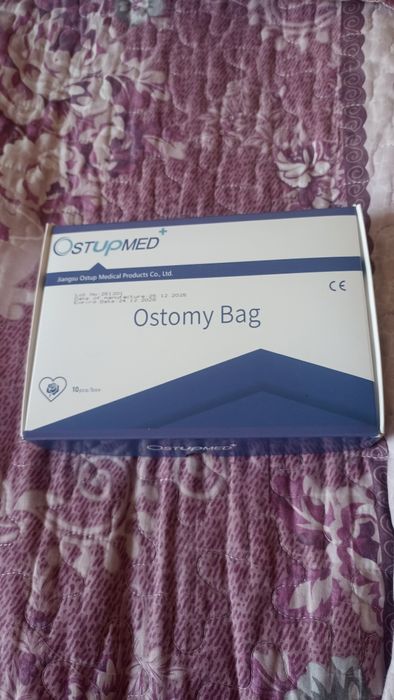 OSTUPMED
Jiangsu Ostup Medical Products Co., Ltd.
CE
Ostomy Bag
10pcs/box
OSTUPMED